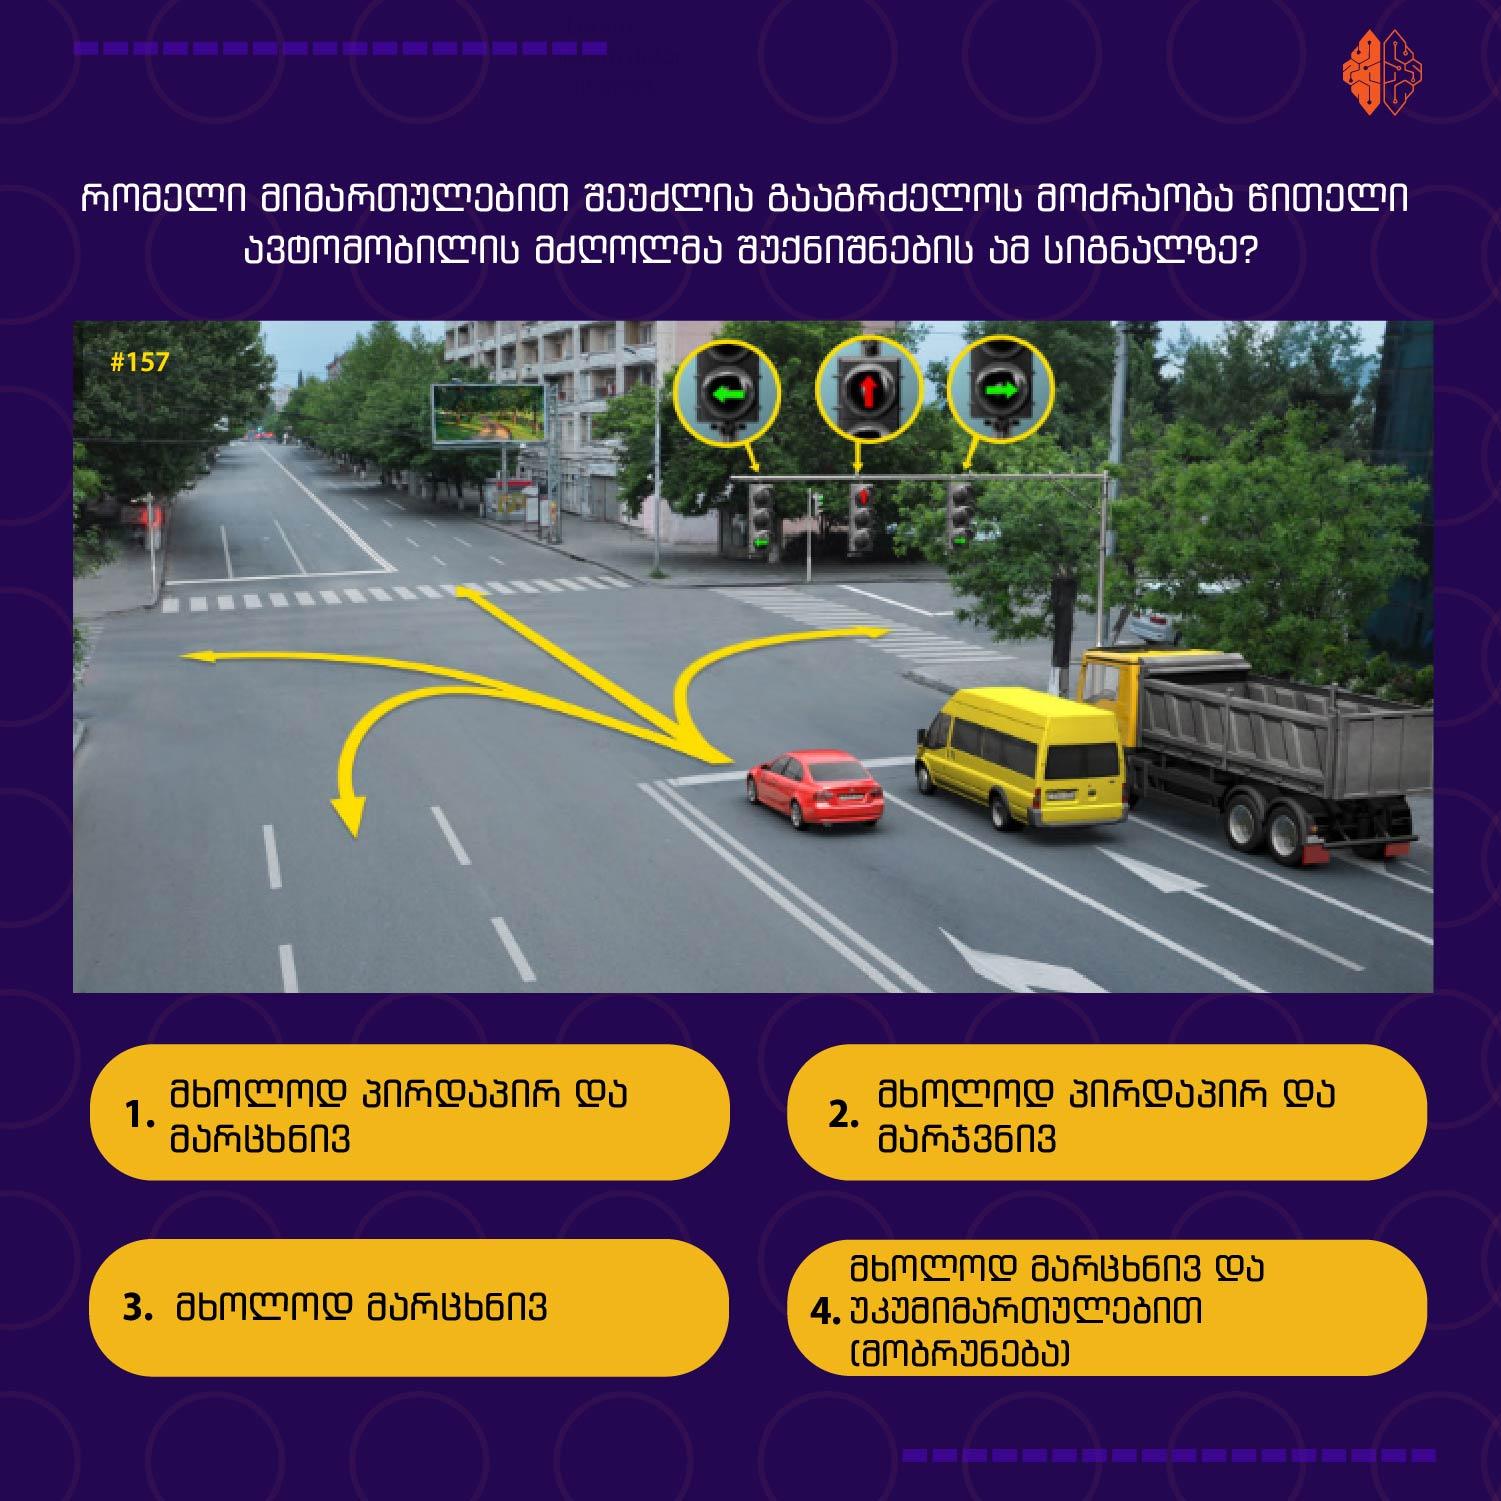 რომელი მიმართულებით შეუძლია გააგრძელოს მოძრაობა წითელი
ავტომობილის მძღოლმა შუქნიშნების ამ სიგნალზე?
#157
1. მხოლოდ პირდაპირ და
მარცხნივ
2. მხოლოდ პირდაპირ და
მარჯვნივ
3. მხოლოდ მარცხნივ
4. მხოლოდ მარცხნივ და
უკუმიმართულებით
(მობრუნება)